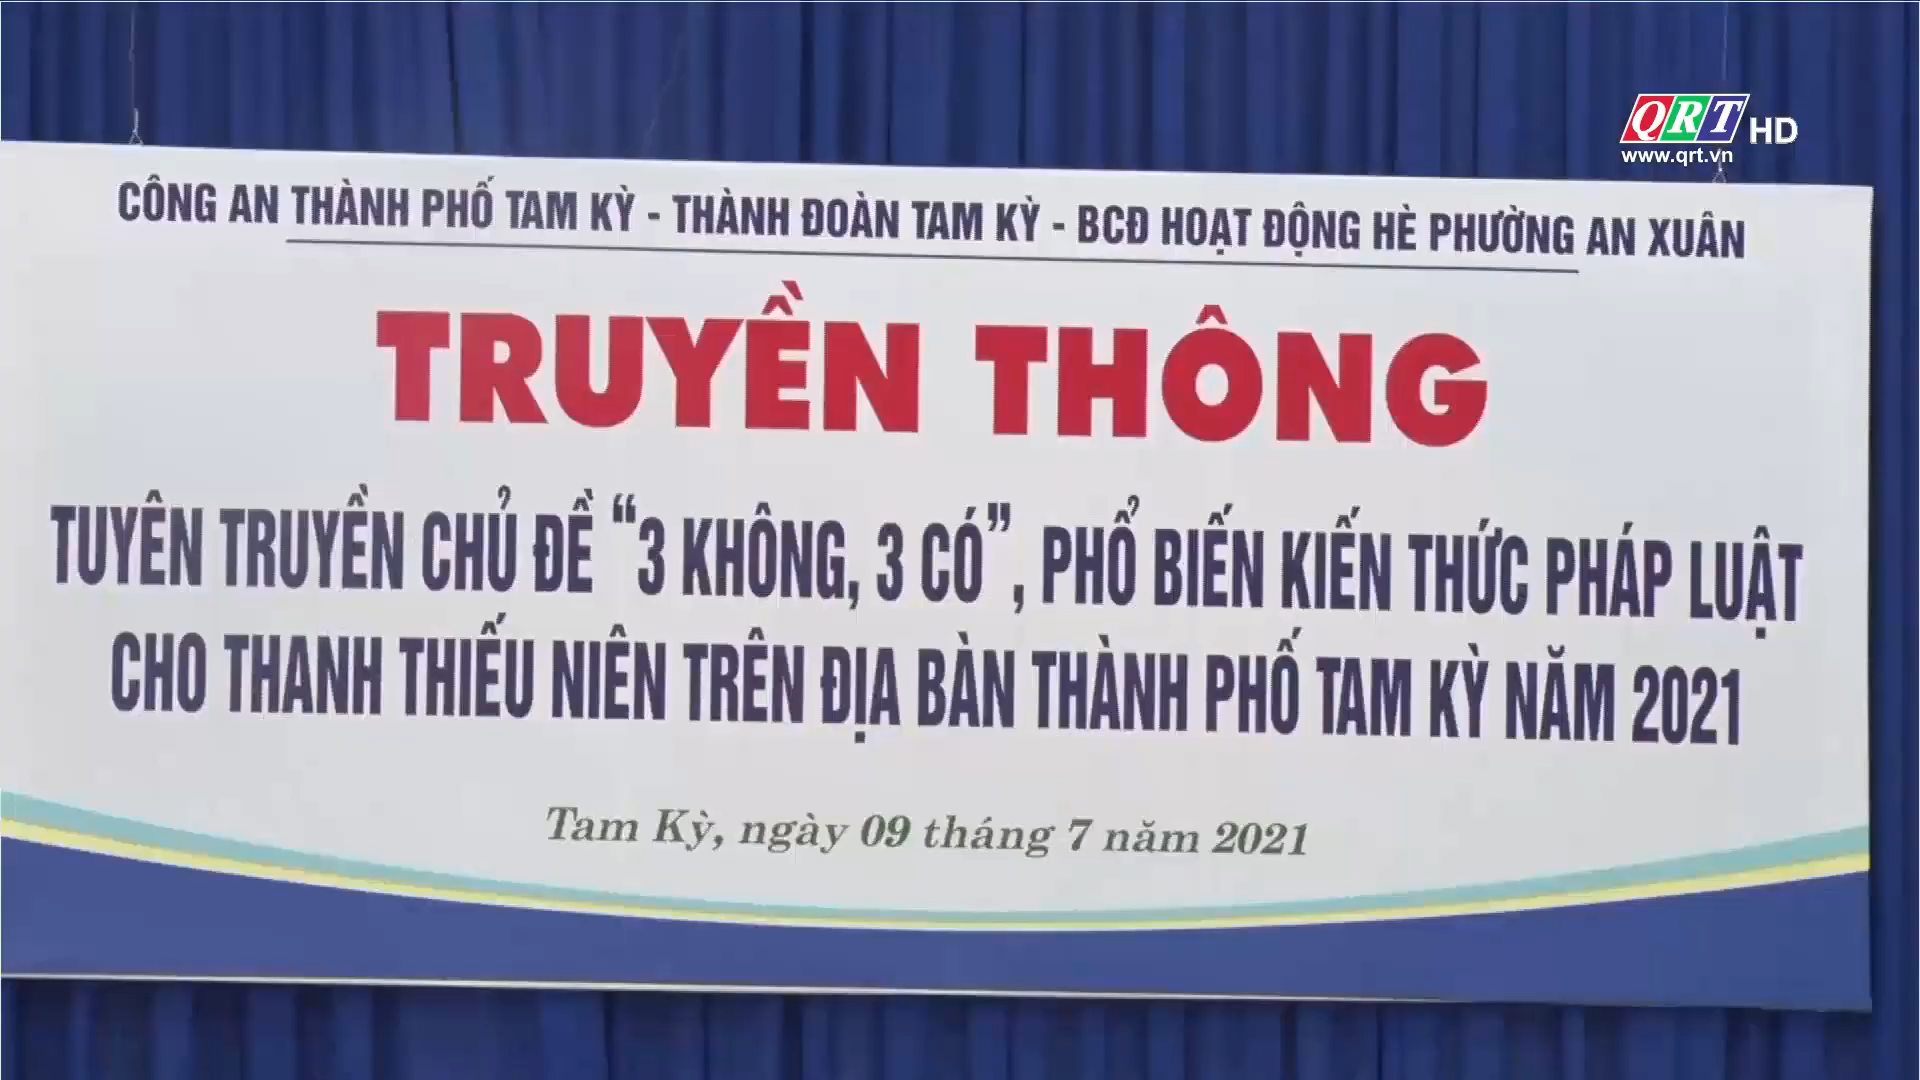 QRT HD
www.qrt.vn
CÔNG AN THÀNH PHỐ TAM KỲ - THÀNH ĐOÀN TAM KỲ - BCĐ HOẠT ĐỘNG HÈ PHƯỜNG AN XUÂN
TRUYỀN THÔNG
TUYÊN TRUYỀN CHỦ ĐỀ “3 KHÔNG, 3 CÓ”, PHỔ BIẾN KIẾN THỨC PHÁP LUẬT
CHO THANH THIẾU NIÊN TRÊN ĐỊA BÀN THÀNH PHỐ TAM KỲ NĂM 2021
Tam Kỳ, ngày 09 tháng 7 năm 2021